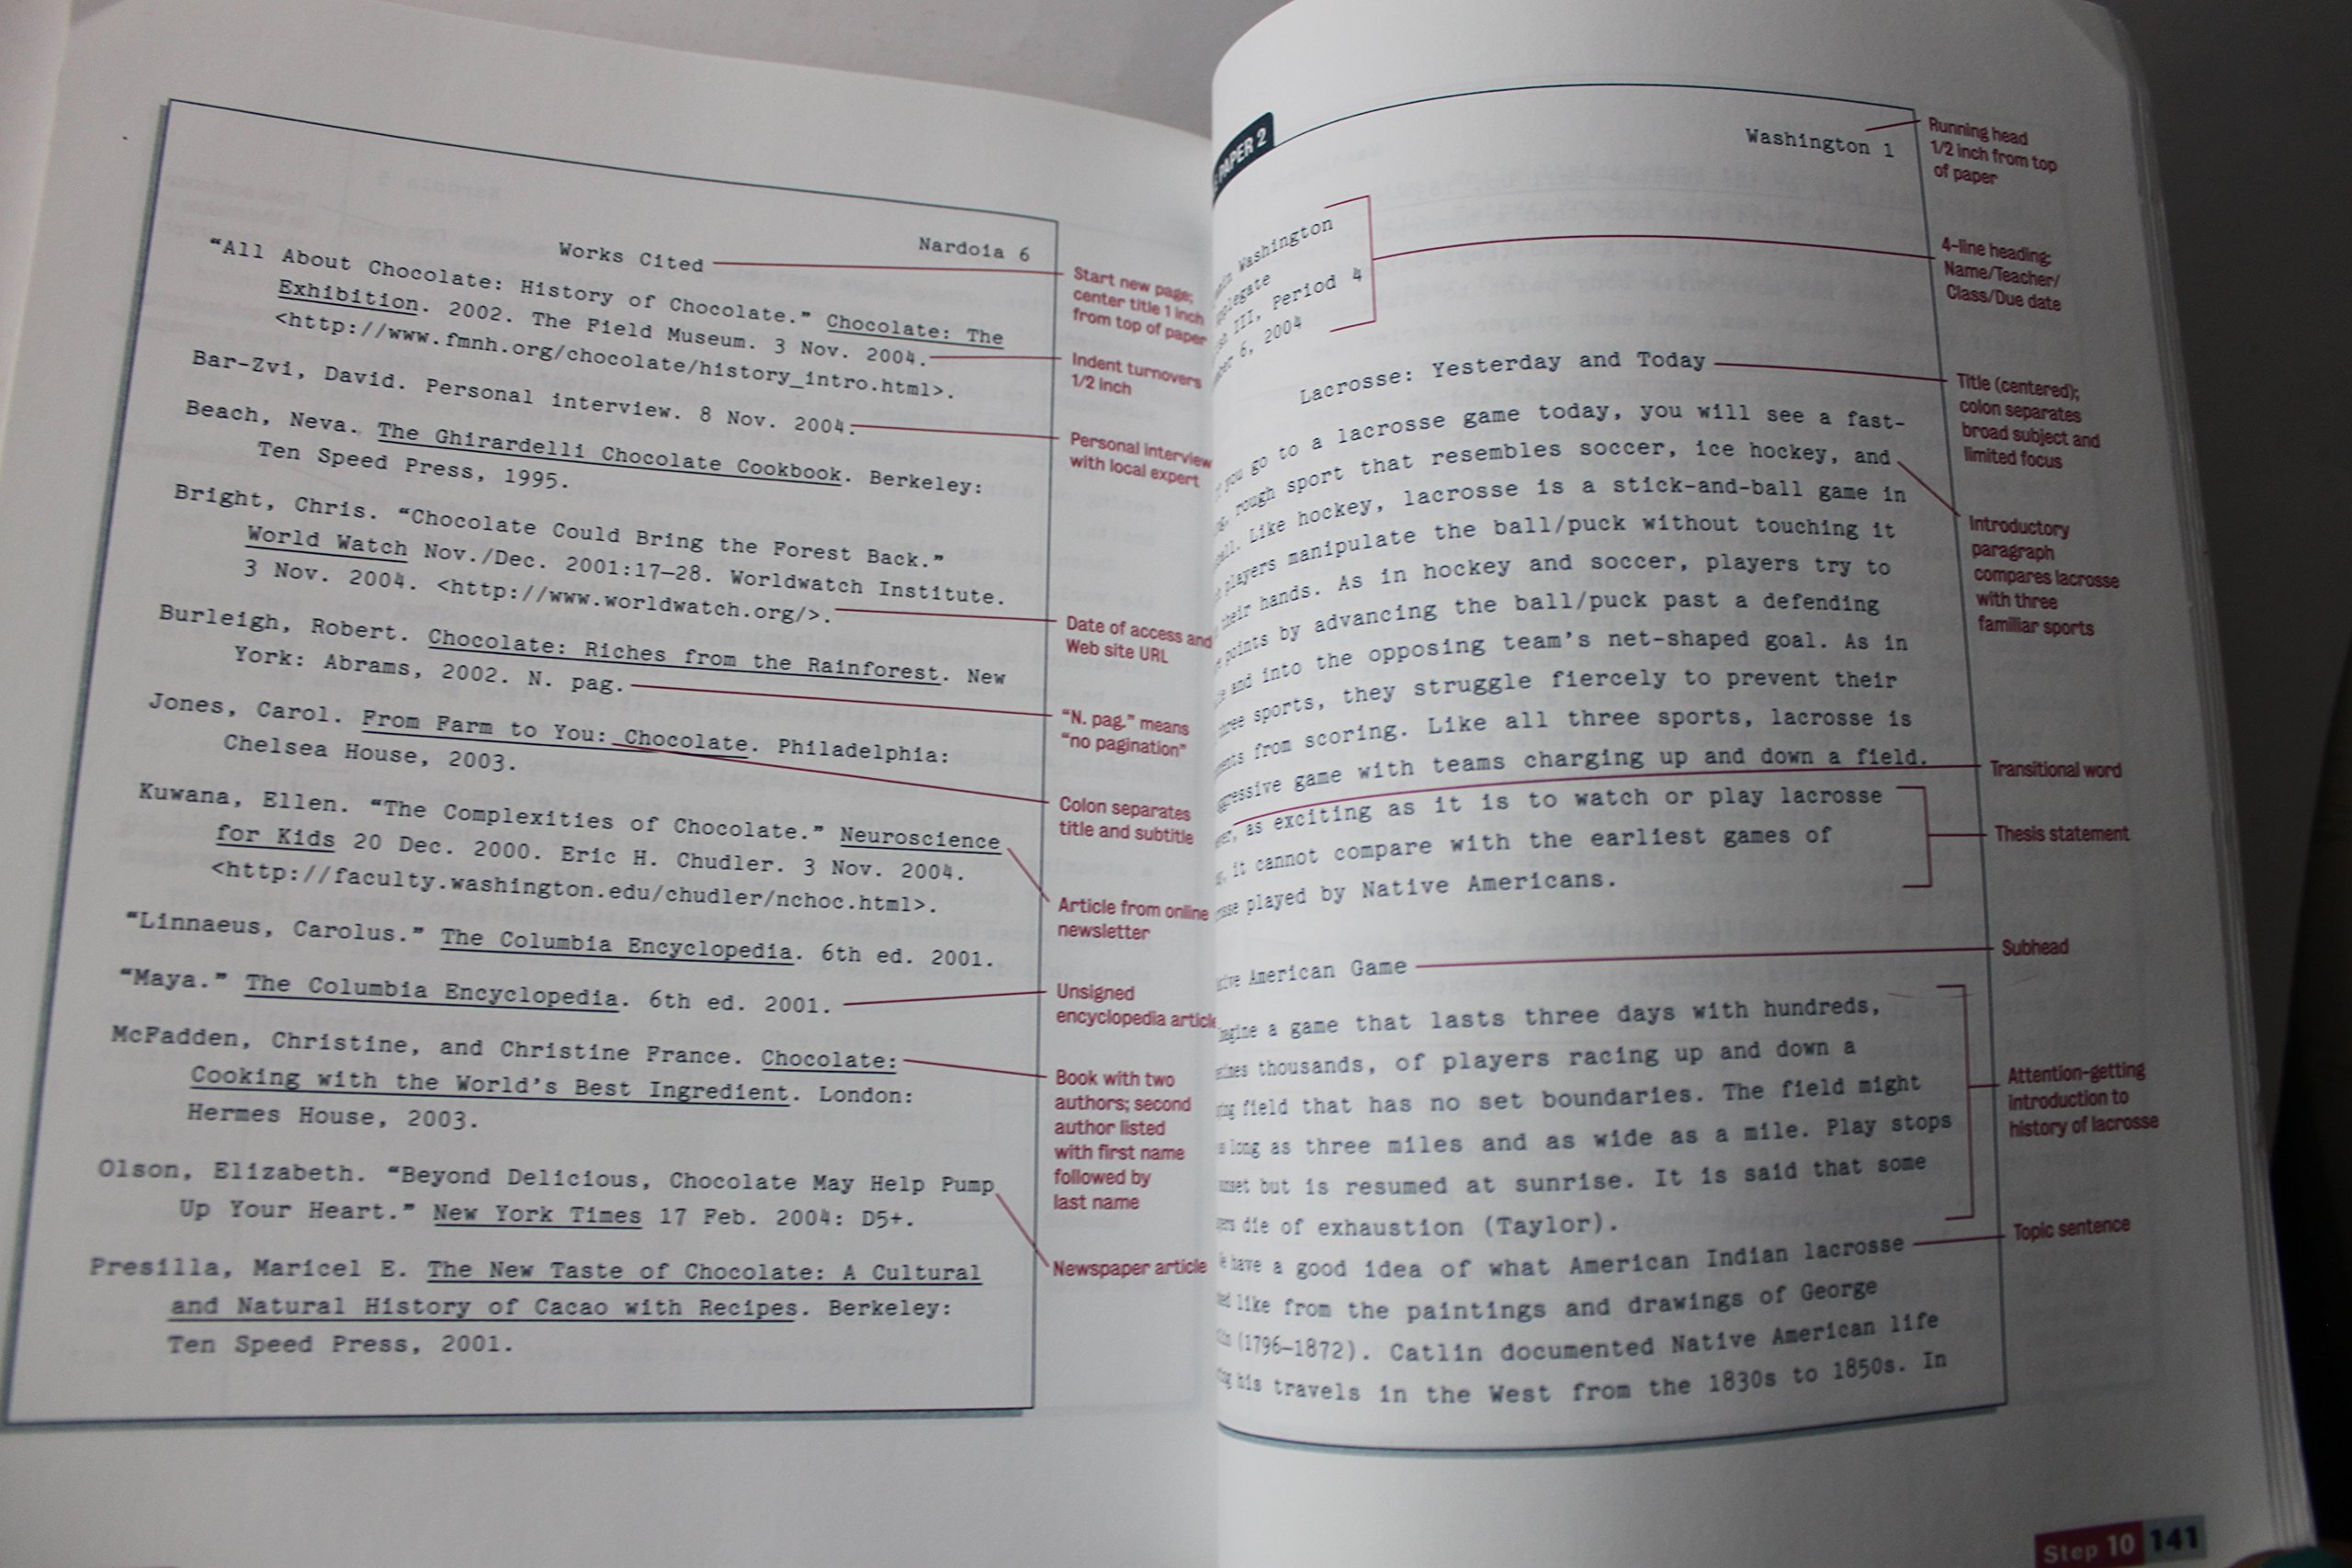 Nardoia 6
Works Cited
“All About Chocolate: History of Chocolate.” Chocolate: The
Exhibition. 2002. The Field Museum. 3 Nov. 2004.
<http://www.fmnh.org/chocolate/history_intro.html>.
Bar-Zvi, David. Personal interview. 8 Nov. 2004.
Beach, Neva. The Ghirardelli Chocolate Cookbook. Berkeley:
Ten Speed Press, 1995.
Bright, Chris. “Chocolate Could Bring the Forest Back.”
World Watch Nov./Dec. 2001:17–28. Worldwatch Institute.
3 Nov. 2004. <http://www.worldwatch.org/>.
Burleigh, Robert. Chocolate: Riches from the Rainforest. New
York: Abrams, 2002. N. pag.
Jones, Carol. From Farm to You: Chocolate. Philadelphia:
Chelsea House, 2003.
Kuwana, Ellen. “The Complexities of Chocolate.” Neuroscience
for Kids 20 Dec. 2000. Eric H. Chudler. 3 Nov. 2004.
<http://faculty.washington.edu/chudler/nchoc.html>.
“Linnaeus, Carolus.” The Columbia Encyclopedia. 6th ed. 2001.
“Maya.” The Columbia Encyclopedia. 6th ed. 2001.
McFadden, Christine, and Christine France. Chocolate:
Cooking with the World’s Best Ingredient. London:
Hermes House, 2003.
Olson, Elizabeth. “Beyond Delicious, Chocolate May Help Pump
Up Your Heart.” New York Times 17 Feb. 2004: D5+.
Presilla, Maricel E. The New Taste of Chocolate: A Cultural
and Natural History of Cacao with Recipes. Berkeley:
Ten Speed Press, 2001.
Start new page;
center title 1 inch
from top of paper
Indent turnovers
1/2 inch
Personal interview
with local expert
Date of access and
Web site URL
“N. pag.” means
“no pagination”
Colon separates
title and subtitle
Article from online
newsletter
Unsigned
encyclopedia article
Book with two
authors; second
author listed
with first name
followed by
last name
Newspaper article
PAPER 2
Washington 1
Washington
III, Period 4
6, 2004
Lacrosse: Yesterday and Today
you go to a lacrosse game today, you will see a fast-
rough sport that resembles soccer, ice hockey, and
Like hockey, lacrosse is a stick-and-ball game in
players manipulate the ball/puck without touching it
their hands. As in hockey and soccer, players try to
points by advancing the ball/puck past a defending
and into the opposing team’s net-shaped goal. As in
three sports, they struggle fiercely to prevent their
from scoring. Like all three sports, lacrosse is
game with teams charging up and down a field.
as exciting as it is to watch or play lacrosse
it cannot compare with the earliest games of
played by Native Americans.
American Game
a game that lasts three days with hundreds,
thousands, of players racing up and down a
field that has no set boundaries. The field might
long as three miles and as wide as a mile. Play stops
but is resumed at sunrise. It is said that some
die of exhaustion (Taylor).
have a good idea of what American Indian lacrosse
like from the paintings and drawings of George
(1796–1872). Catlin documented Native American life
his travels in the West from the 1830s to 1850s. In
Running head
1/2 inch from top
of paper
4-line heading:
Name/Teacher/
Class/Due date
Title (centered);
colon separates
broad subject and
limited focus
Introductory
paragraph
compares lacrosse
with three
familiar sports
Transitional word
Thesis statement
Subhead
Attention-getting
introduction to
history of lacrosse
Topic sentence
Step 10 141